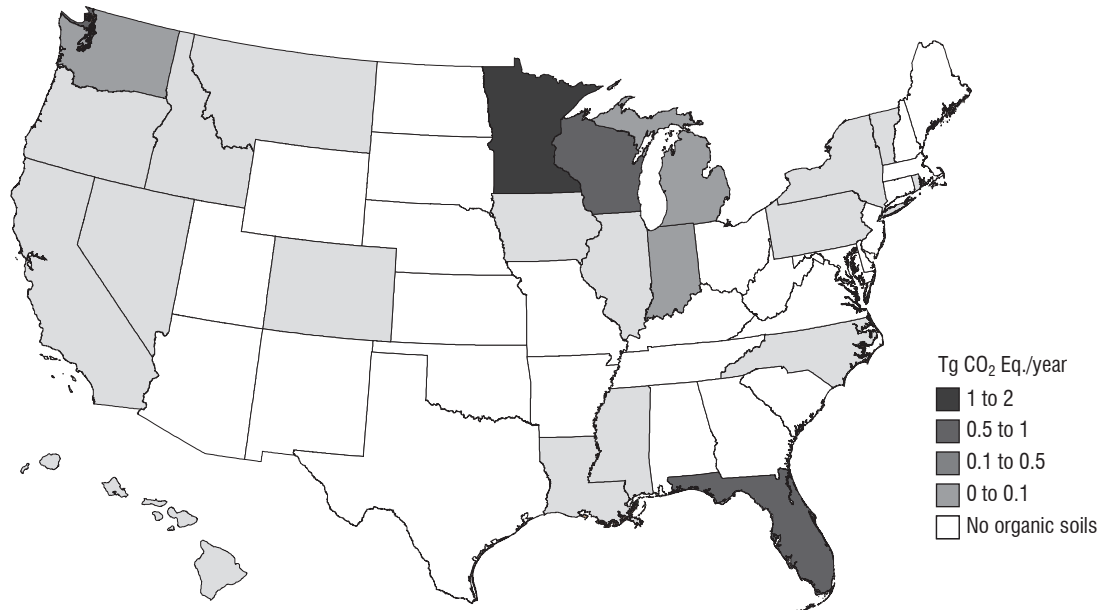 Tg CO₂ Eq./year
1 to 2
0.5 to 1
0.1 to 0.5
0 to 0.1
No organic soils